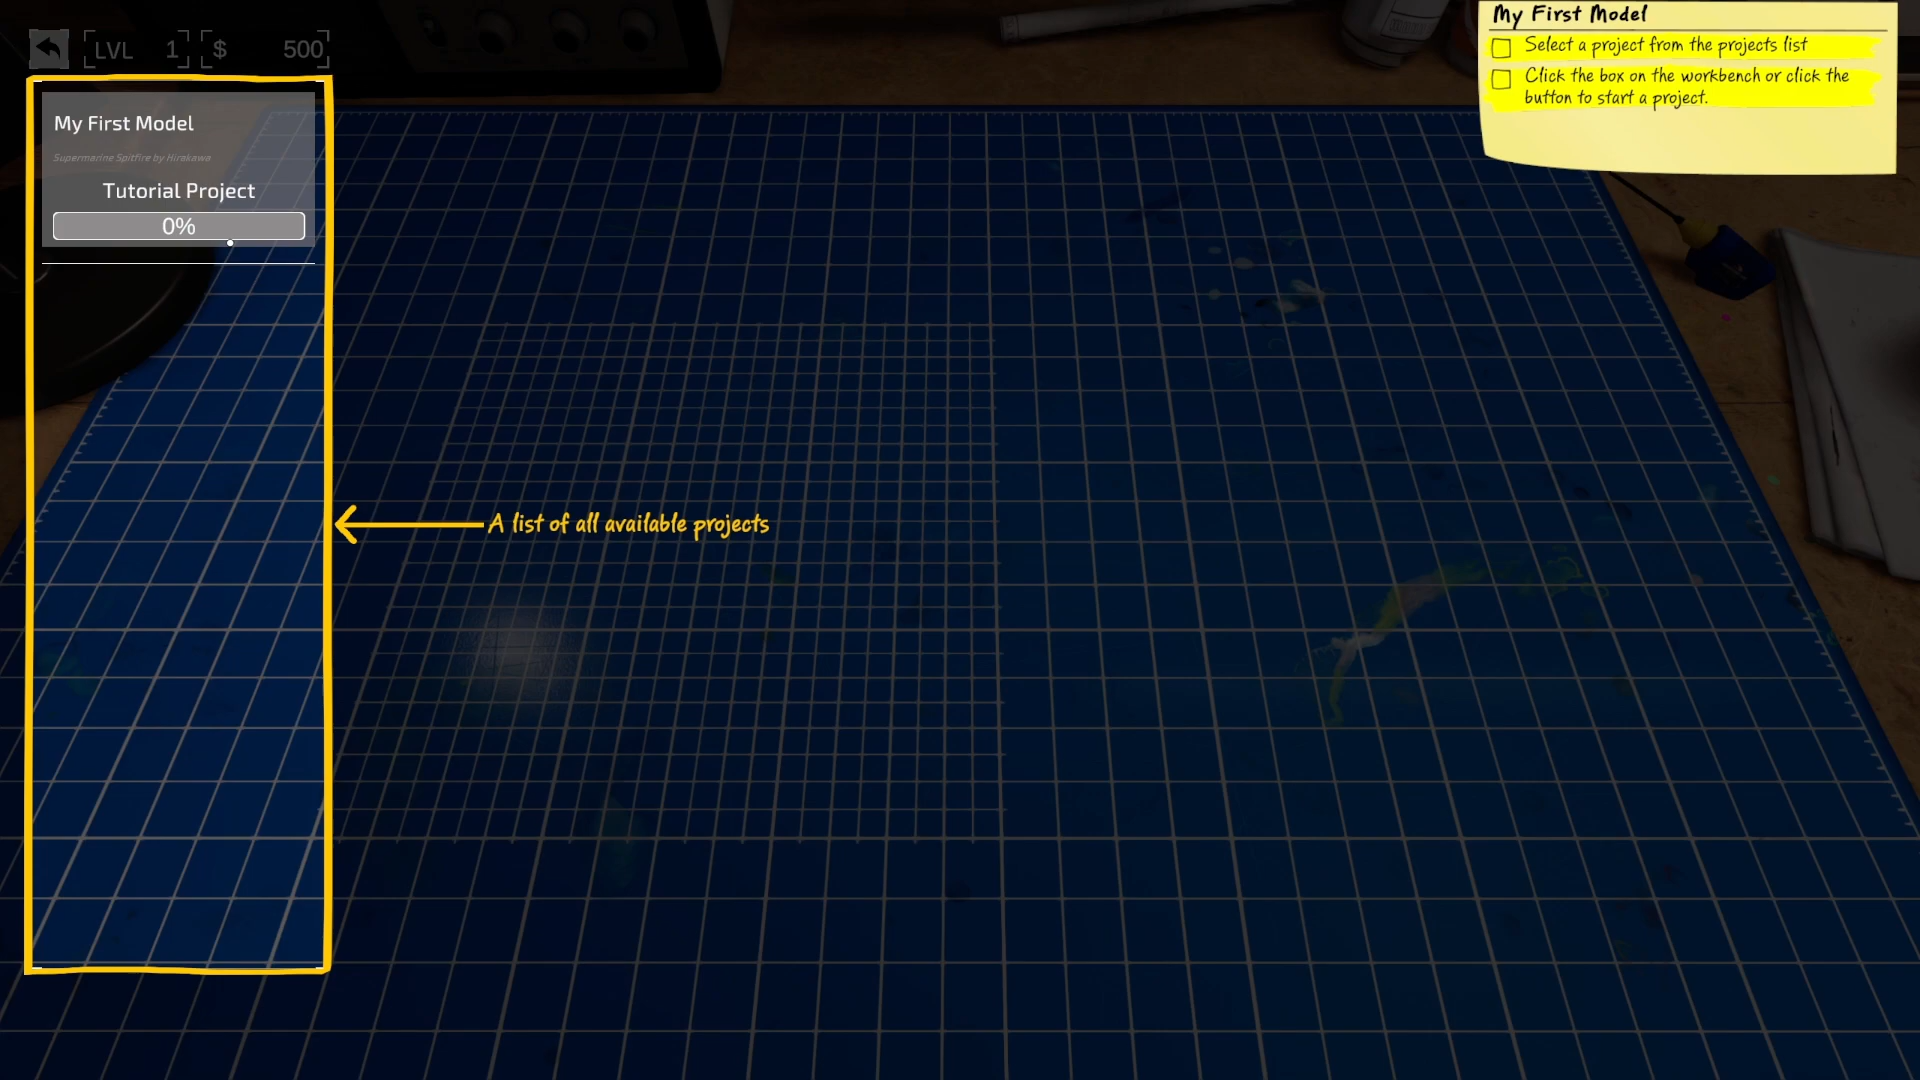 LVL 1 $ 500
My First Model
Supermarine Spitfire by Hirakawa
Tutorial Project
0%
A list of all available projects
My First Model
Select a project from the projects list
Click the box on the workbench or click the
button to start a project.